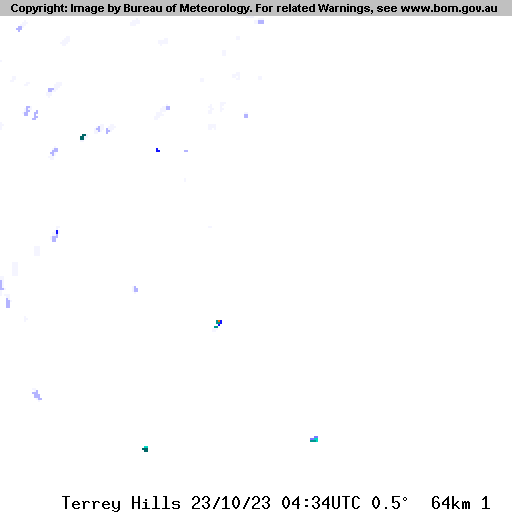 Copyright: Image by Bureau of Meteorology. For related Warnings, see www.bom.gov.au
Terrey Hills 23/10/23 04:34UTC 0.5° 64km 1